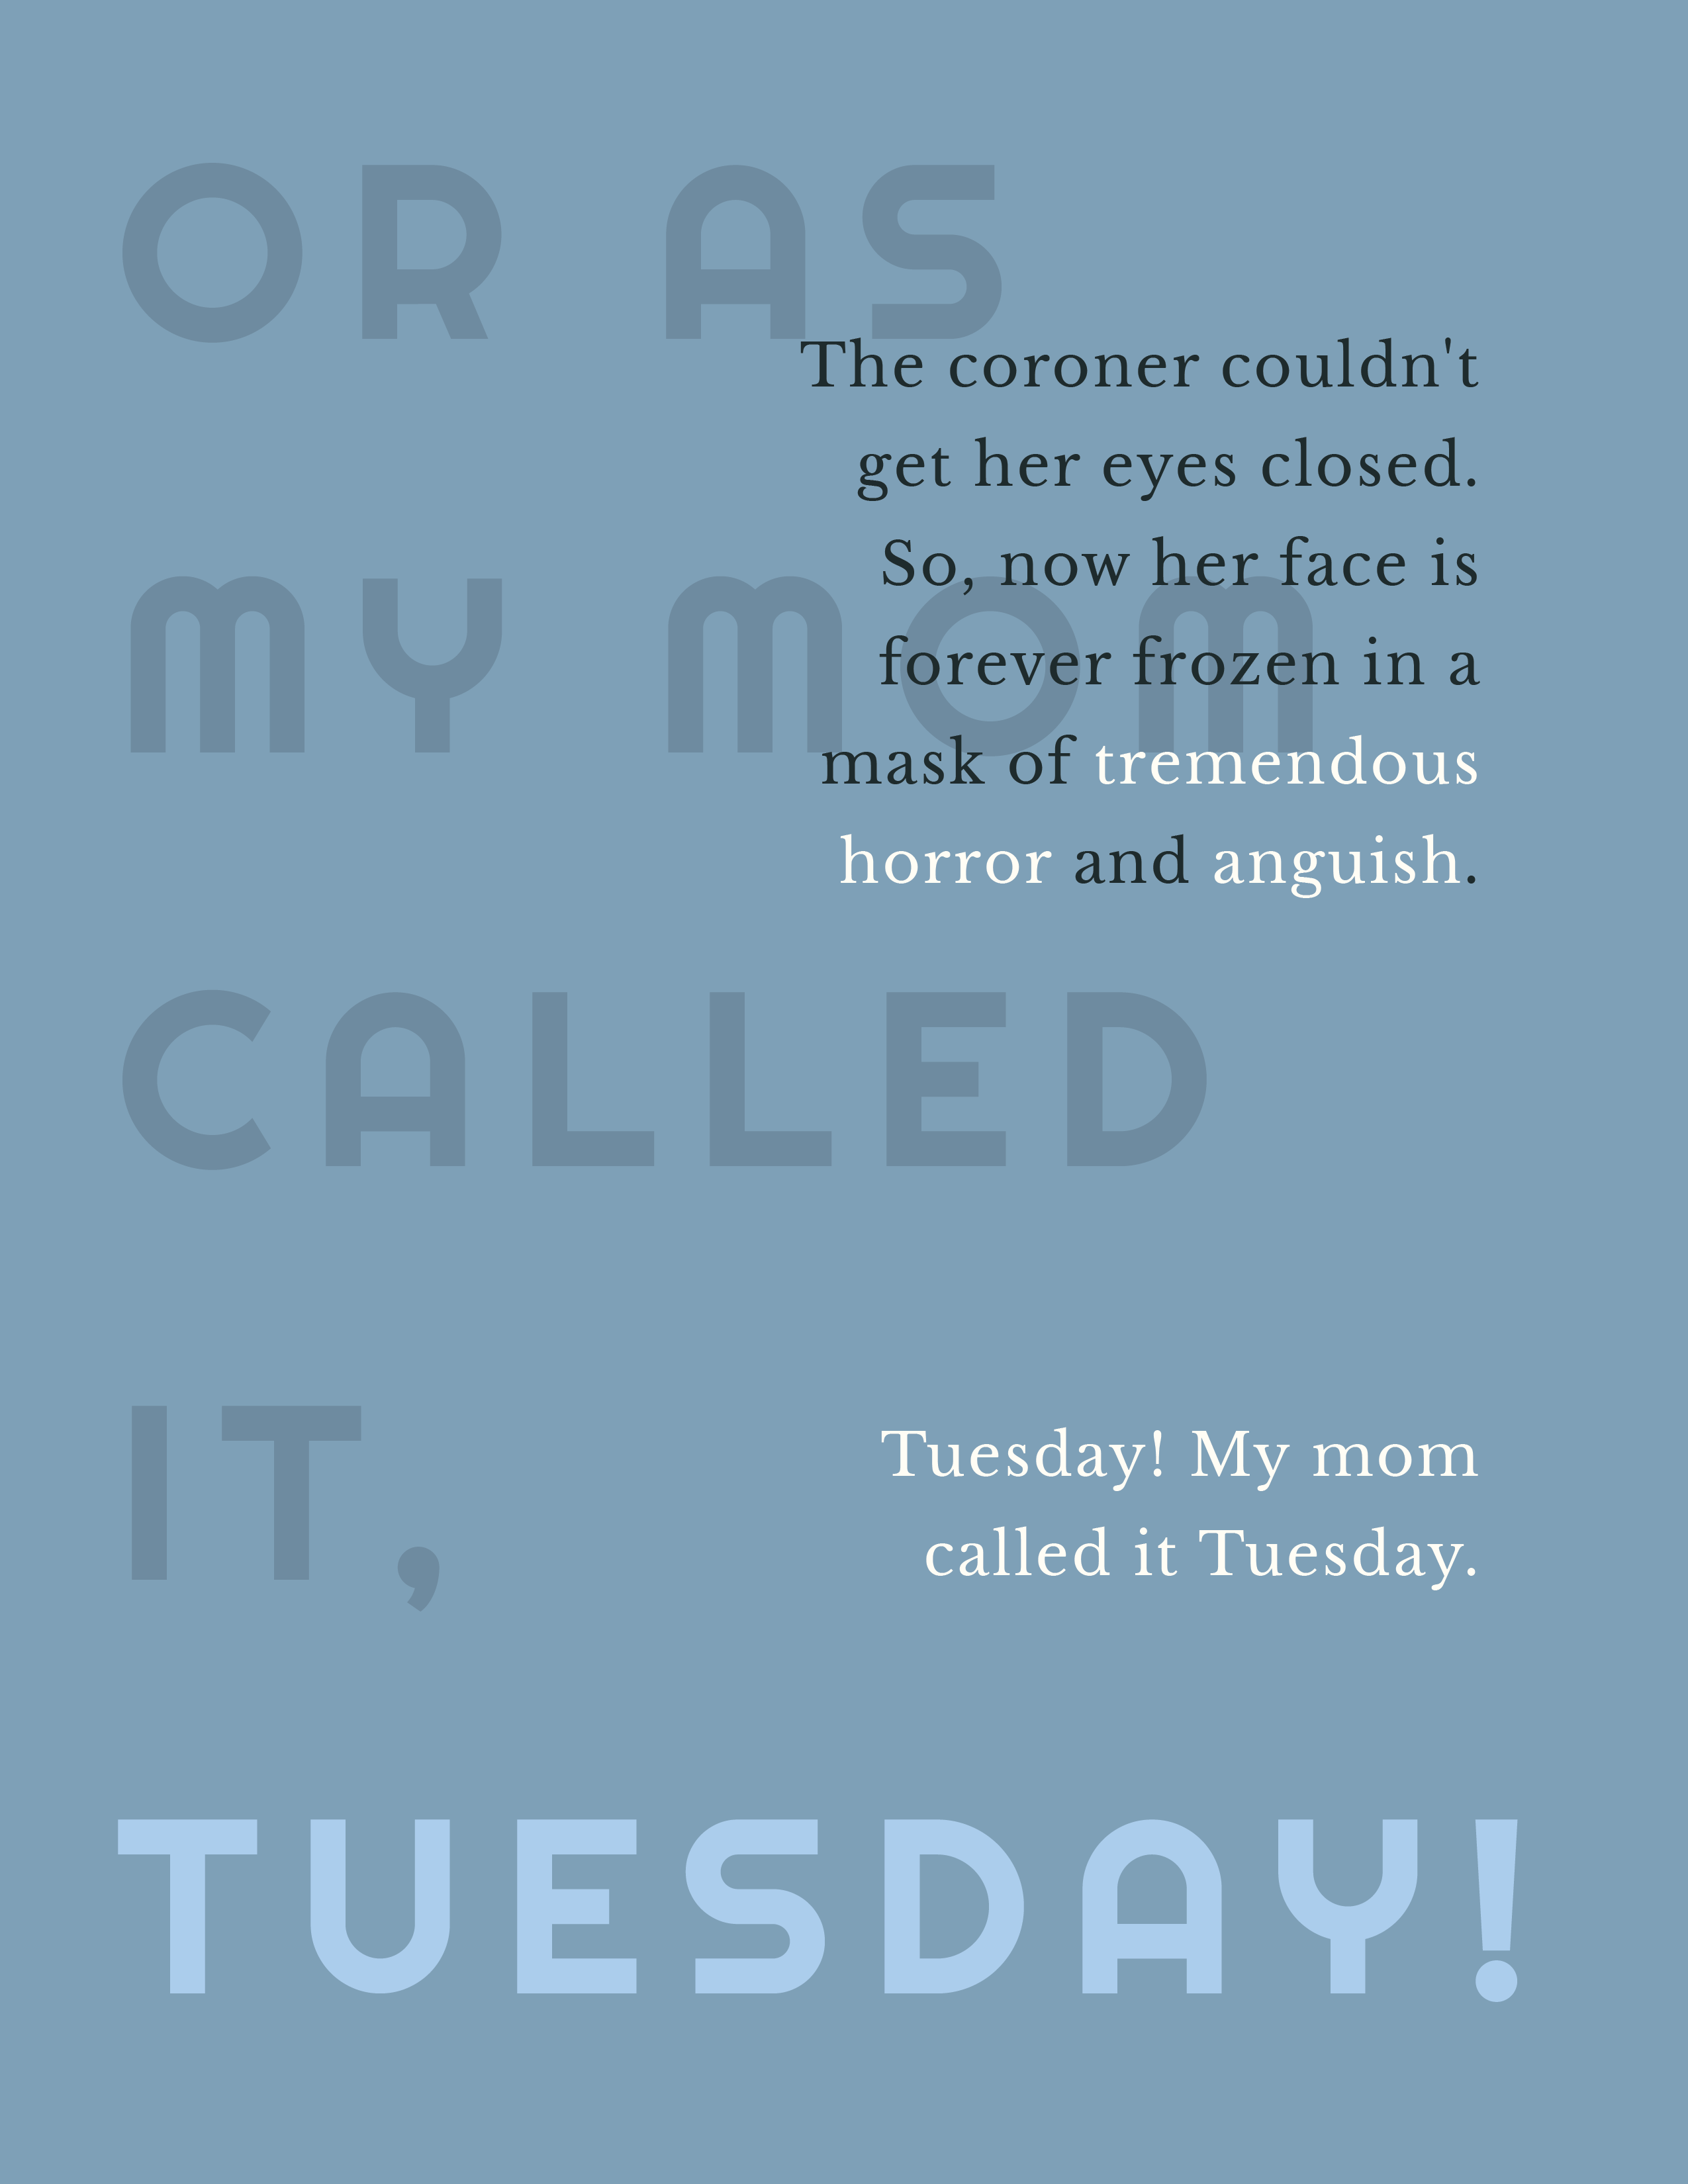 OR AS
The coroner couldn't
get her eyes closed.
So, now her face is
forever frozen in a
mask of tremendous
horror and anguish.
MY MOM
CALLED
IT,
Tuesday! My mom
called it Tuesday.
TUESDAY!